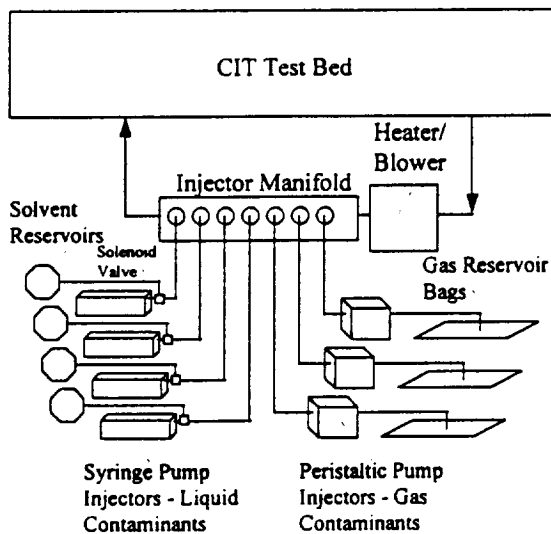 CIT Test Bed
Heater/
Blower
Injector Manifold
Solvent
Reservoirs
Solenoid
Valve
Gas Reservoir
Bags
Syringe Pump
Injectors - Liquid
Contaminants
Peristaltic Pump
Injectors - Gas
Contaminants